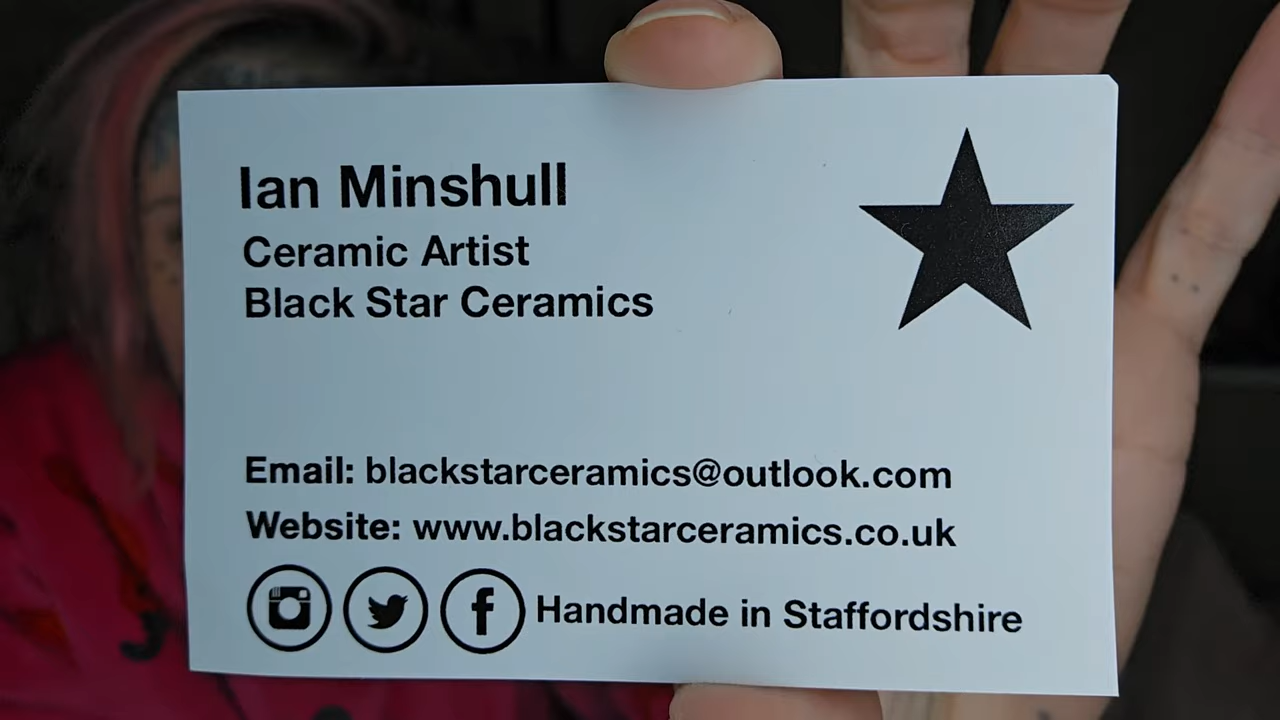 Ian Minshull
Ceramic Artist
Black Star Ceramics
Email: blackstarceramics@outlook.com
Website: www.blackstarceramics.co.uk
Handmade in Staffordshire